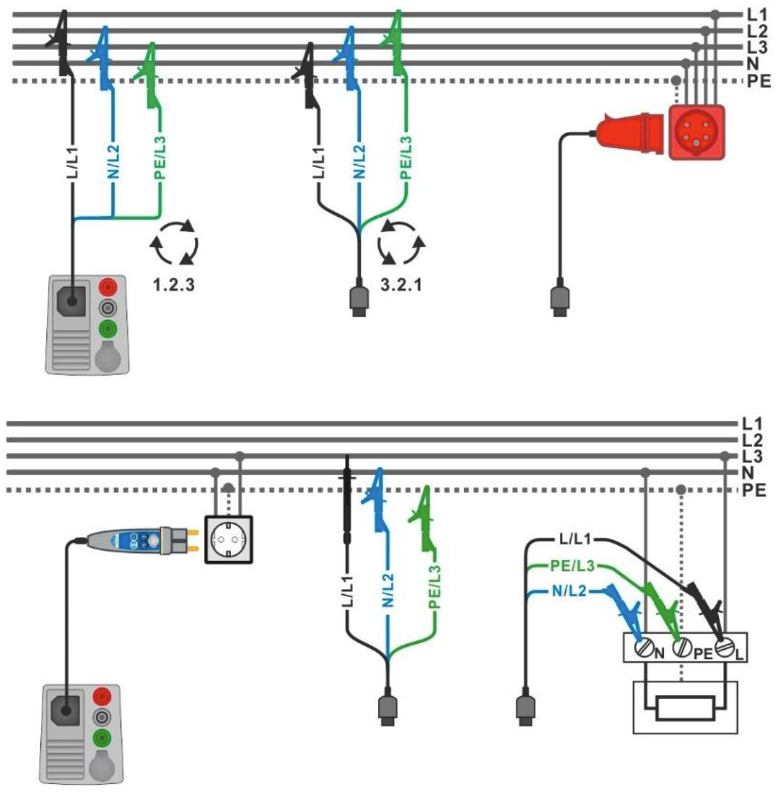 L1
L2
L3
N
PE
L/L1
N/L2
PE/L3
L/L1
N/L2
PE/L3
1.2.3
3.2.1
L1
L2
L3
N
PE
L/L1
N/L2
PE/L3
L/L1
PE/L3
N/L2
N
PE
L